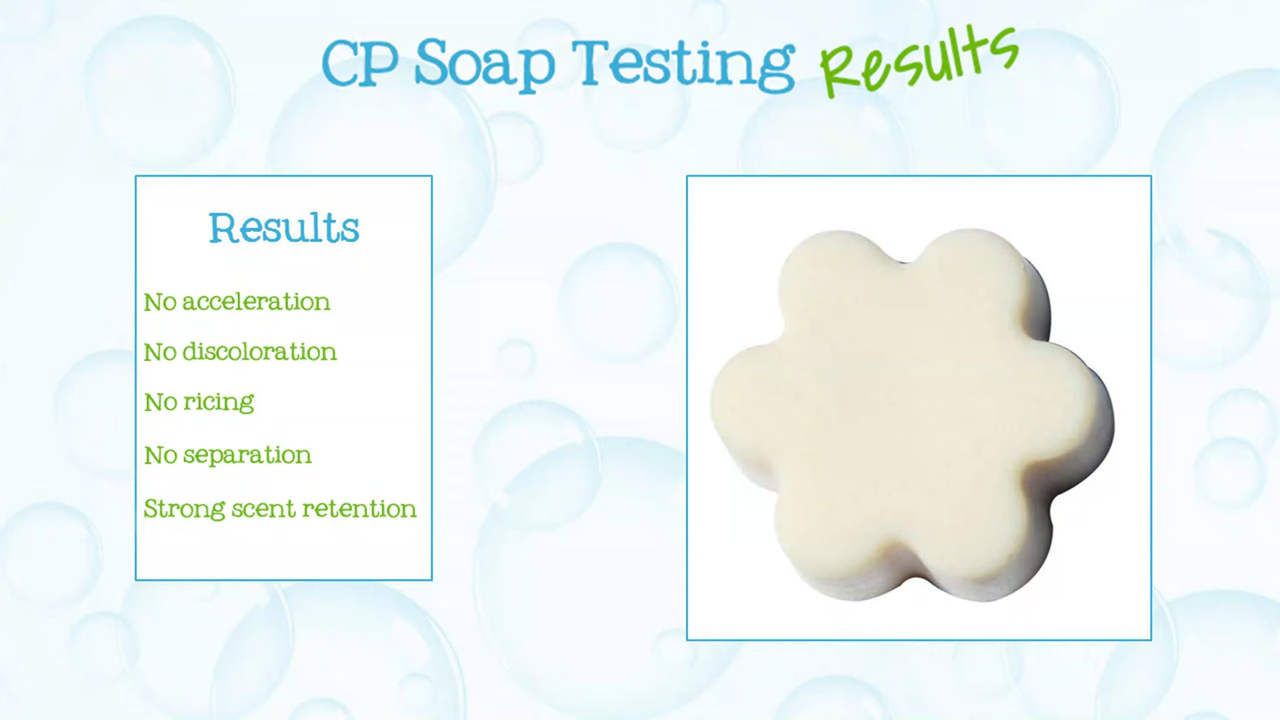 CP Soap Testing Results
Results
No acceleration
No discoloration
No ricing
No separation
Strong scent retention